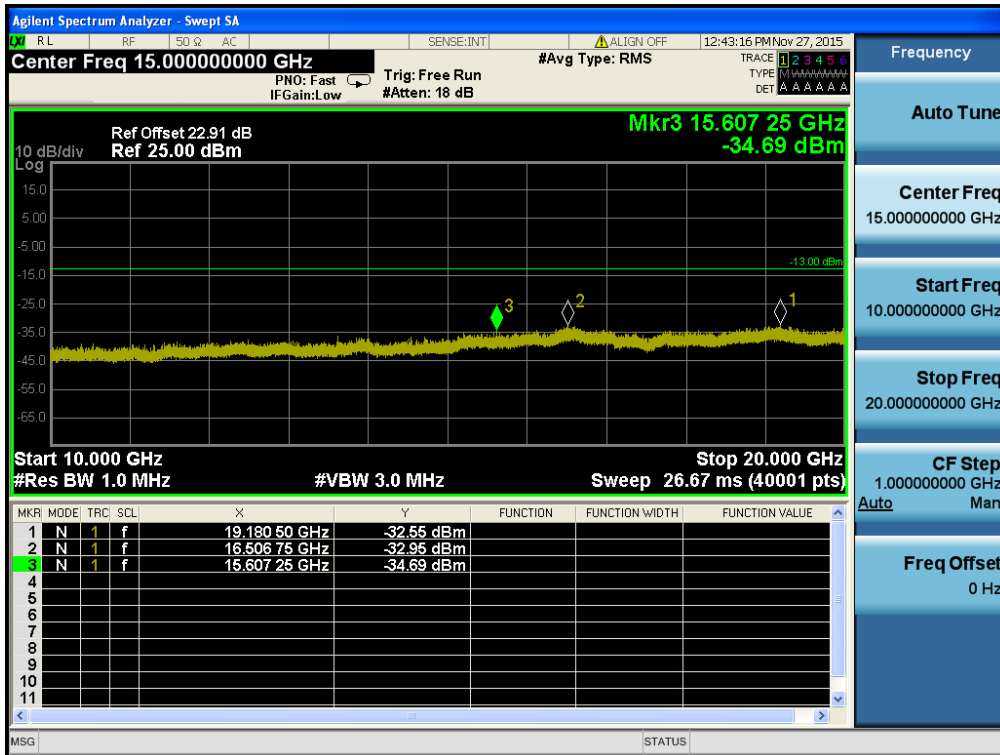 Agilent Spectrum Analyzer - Swept SA
LXI RL RF 50 Ω AC SENSE:INT ALIGN OFF 12:43:16 PM Nov 27, 2015
Center Freq 15.000000000 GHz
PNO: Fast
IFGain:Low
Trig: Free Run
#Atten: 18 dB
#Avg Type: RMS
TRACE 1 2 3 4 5 6
TYPE M
DET A A A A A A
Mkr3 15.607 25 GHz
-34.69 dBm
Ref Offset 22.91 dB
10 dB/div Ref 25.00 dBm
Log
15.0
5.00
-5.00
-13.00 dBm
-15.0
-25.0
3
2
1
-35.0
-45.0
-55.0
-65.0
Start 10.000 GHz Stop 20.000 GHz
#Res BW 1.0 MHz #VBW 3.0 MHz Sweep 26.67 ms (40001 pts)
MKR MODE TRC SCL X Y FUNCTION FUNCTION WIDTH FUNCTION VALUE
1 N 1 f 19.180 50 GHz -32.55 dBm
2 N 1 f 16.506 75 GHz -32.95 dBm
3 N 1 f 15.607 25 GHz -34.69 dBm
4
5
6
7
8
9
10
11
MSG STATUS
Frequency
Auto Tune
Center Freq
15.000000000 GHz
Start Freq
10.000000000 GHz
Stop Freq
20.000000000 GHz
CF Step
1.000000000 GHz
Auto Man
Freq Offset
0 Hz